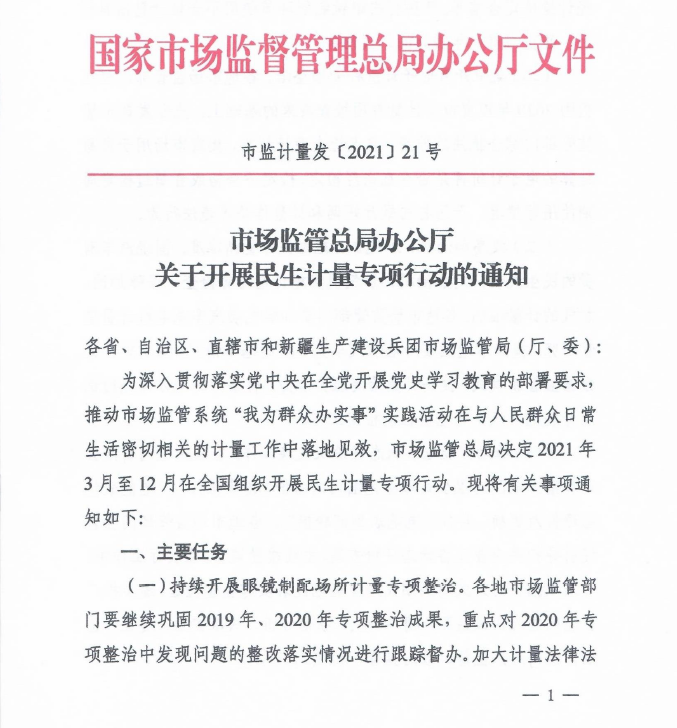 国家市场监督管理总局办公厅文件
市监计量发〔2021〕21号
市场监管总局办公厅
关于开展民生计量专项行动的通知
各省、自治区、直辖市和新疆生产建设兵团市场监管局（厅、委）：
为深入贯彻落实党中央在全党开展党史学习教育的部署要求，
推动市场监管系统“我为群众办实事”实践活动在与人民群众日常
生活密切相关的计量工作中落地见效，市场监管总局决定2021年
3月至12月在全国组织开展民生计量专项行动。现将有关事项通
知如下：
一、主要任务
（一）持续开展眼镜制配场所计量专项整治。各地市场监管部
门要继续巩固2019年、2020年专项整治成果，重点对2020年专
项整治中发现问题的整改落实情况进行跟踪督办。加大计量法律法
— 1 —